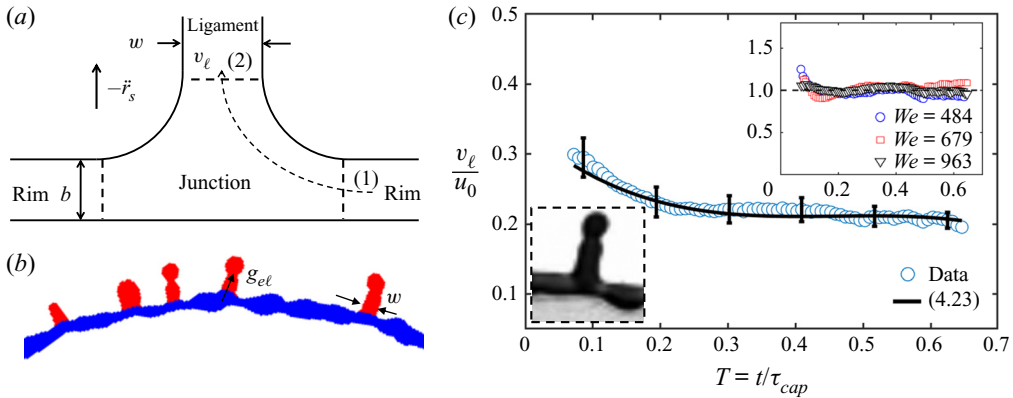 (a)
Ligament
w
v_ℓ
(2)
−r̈_s
Rim
b
Junction
(1)
Rim
(b)
g_eℓ
w
(c)
0.5
0.4
0.3
0.2
0.1
0
0.1
0.2
0.3
0.4
0.5
0.6
0.7
v_ℓ
u_0
T = t/τ_cap
Data
(4.23)
1.5
1.0
0.5
0
0.2
0.4
0.6
We = 484
We = 679
We = 963